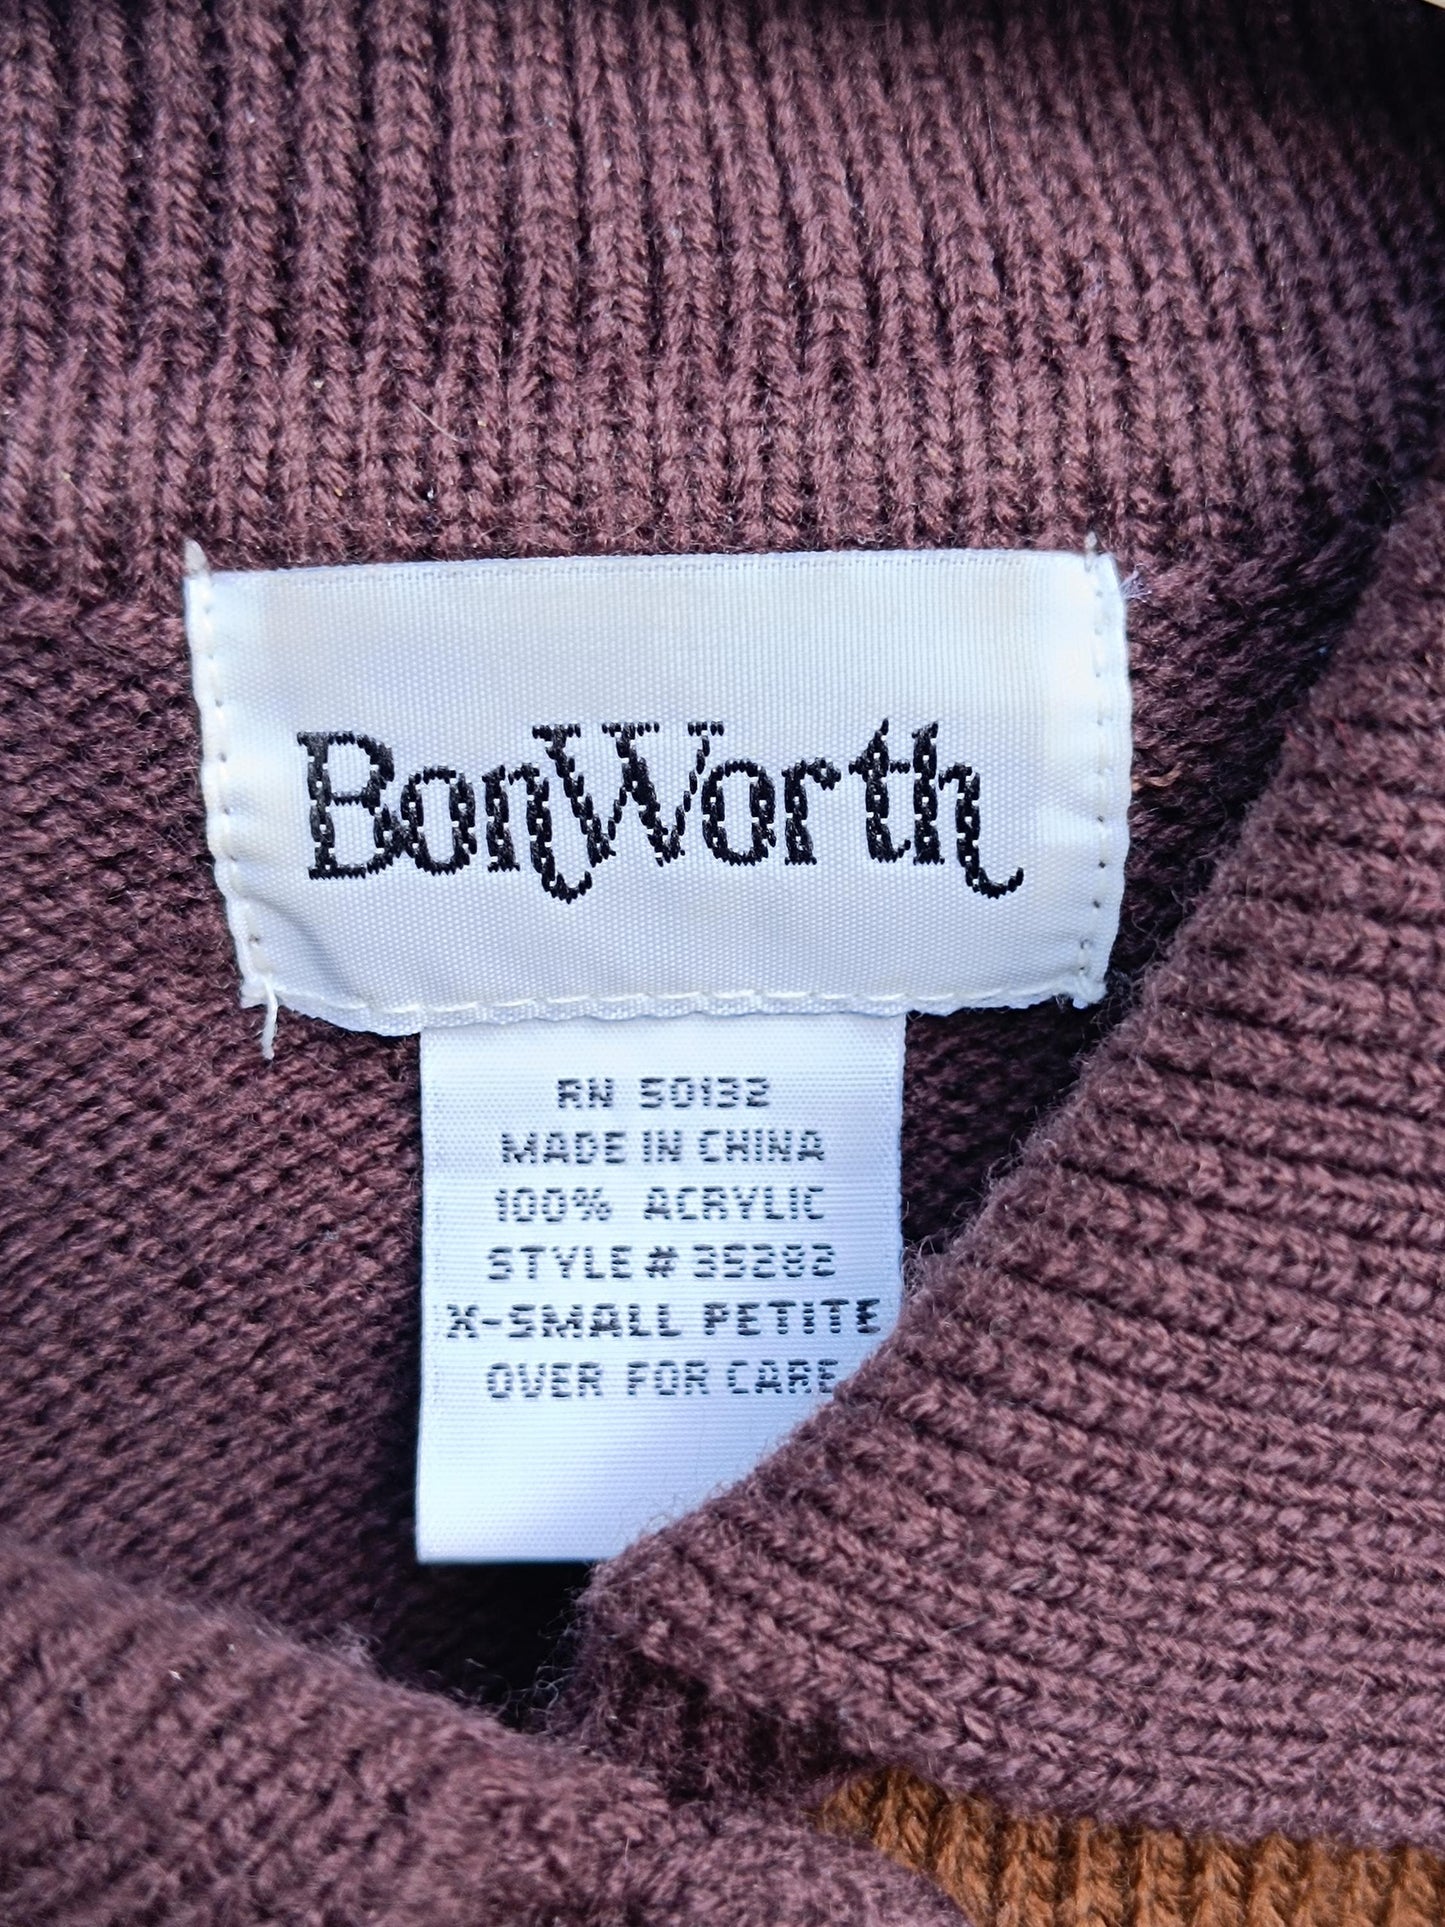 BonWorth
RN 50132
MADE IN CHINA
100% ACRYLIC
STYLE# 35282
X-SMALL PETITE
OVER FOR CARE